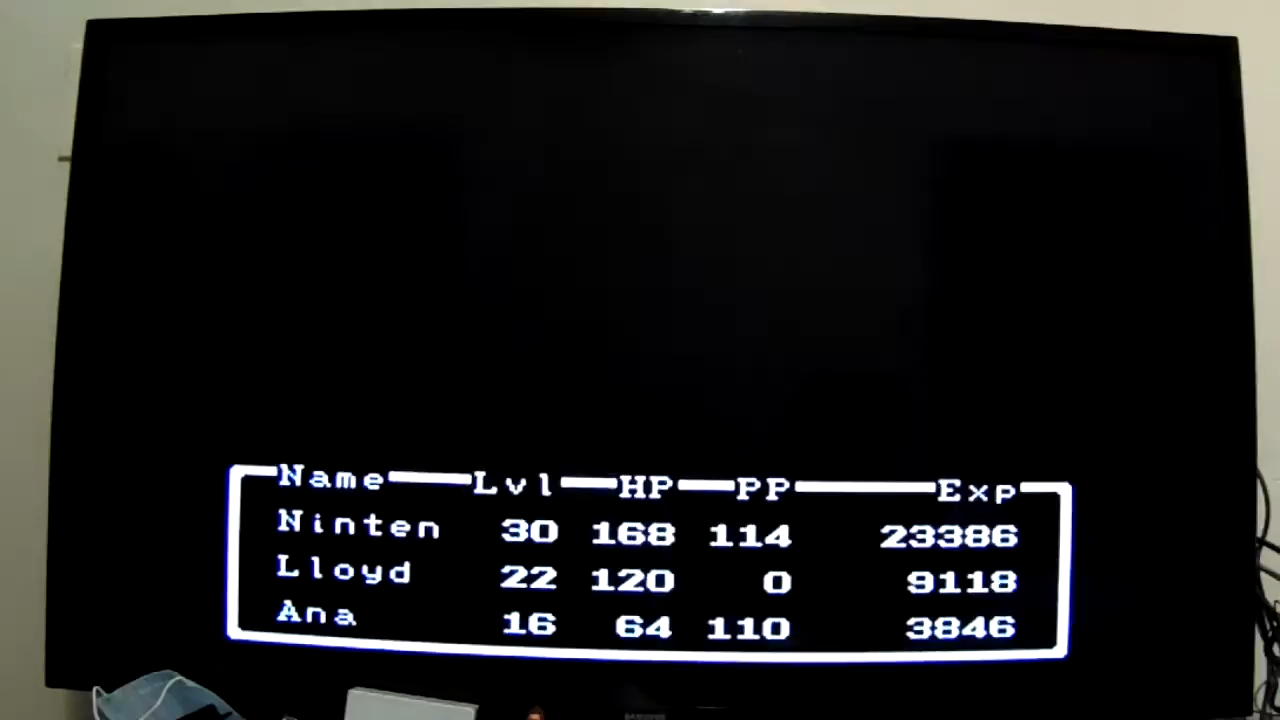 Name Lvl HP PP Exp
Ninten 30 168 114 23386
Lloyd 22 120 0 9118
Ana 16 64 110 3846
SAMSUNG